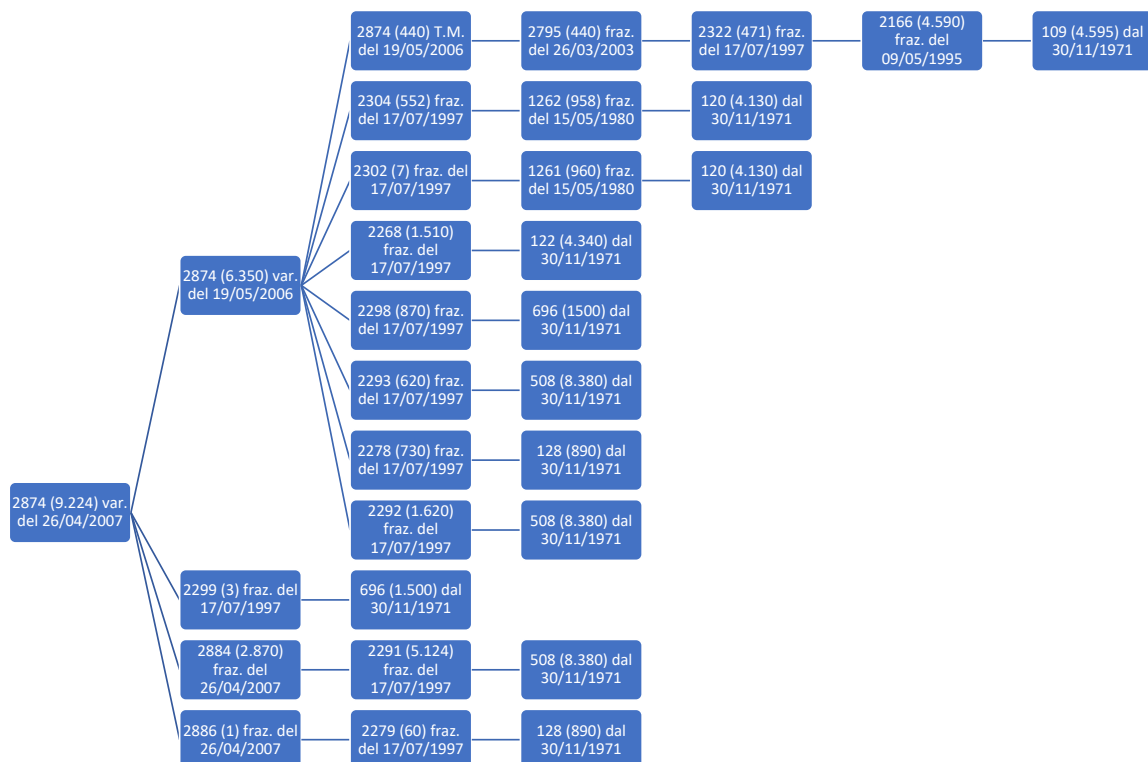 2874 (440) T.M.
del 19/05/2006
2795 (440) fraz.
del 26/03/2003
2322 (471) fraz.
del 17/07/1997
2166 (4.590)
fraz. del
09/05/1995
109 (4.595) dal
30/11/1971
2304 (552) fraz.
del 17/07/1997
1262 (958) fraz.
del 15/05/1980
120 (4.130) dal
30/11/1971
2302 (7) fraz. del
17/07/1997
1261 (960) fraz.
del 15/05/1980
120 (4.130) dal
30/11/1971
2268 (1.510)
fraz. del
17/07/1997
122 (4.340) dal
30/11/1971
2874 (6.350) var.
del 19/05/2006
2298 (870) fraz.
del 17/07/1997
696 (1500) dal
30/11/1971
2293 (620) fraz.
del 17/07/1997
508 (8.380) dal
30/11/1971
2278 (730) fraz.
del 17/07/1997
128 (890) dal
30/11/1971
2874 (9.224) var.
del 26/04/2007
2292 (1.620)
fraz. del
17/07/1997
508 (8.380) dal
30/11/1971
2299 (3) fraz. del
17/07/1997
696 (1.500) dal
30/11/1971
2884 (2.870)
fraz. del
26/04/2007
2291 (5.124)
fraz. del
17/07/1997
508 (8.380) dal
30/11/1971
2886 (1) fraz. del
26/04/2007
2279 (60) fraz.
del 17/07/1997
128 (890) dal
30/11/1971